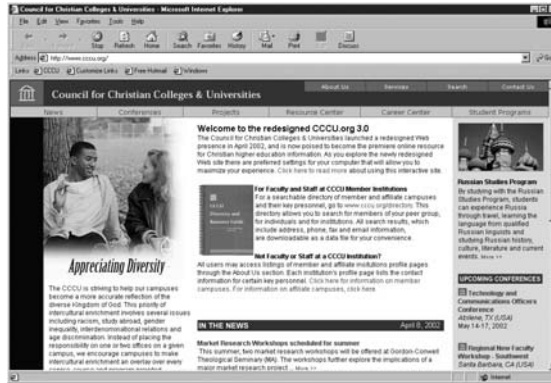 Council for Christian Colleges & Universities - Microsoft Internet Explorer
File Edit View Favorites Tools Help
Stop Refresh Home Search Favorites History Mail Print Discuss
Address http://www.cccu.org/
Links CCCU Customize Links Free Hotmail Windows
About Us Services Search Contact Us
Council for Christian Colleges & Universities
News Conferences Projects Resource Center Career Center Student Programs
Appreciating Diversity
The CCCU is striving to help our campuses
become a more accurate reflection of the
diverse Kingdom of God. This priority of
intercultural enrichment involves several issues
including racism, study abroad, gender
inequality, interdenominational relations and
age discrimination. Instead of placing the
responsibility on one or two offices on a given
campus, we encourage campuses to make
intercultural enrichment an overlay over every
Welcome to the redesigned CCCU.org 3.0
The Council for Christian Colleges & Universities launched a redesigned Web
presence in April 2002, and is now poised to become the premiere online resource
for Christian higher education information. As you explore the newly redesigned
Web site there are preferred settings for your computer that will allow you to
maximize your experience. Click here to read more about using this interactive site.
CCCU
Directory and
Resource Guide
For Faculty and Staff at CCCU Member Institutions
For a searchable directory of member and affiliate campuses
and their key personnel, go to www.cccu.org/directory. This
directory allows you to search for members of your peer group,
for individuals and for institutions. All search results, which
include address, phone, fax and email information,
are downloadable as a data file for your convenience.
Not Faculty or Staff at a CCCU Institution?
All users may access listings of member and affiliate institutions profile pages
through the About Us section. Each institution's profile page lists the contact
information for certain key personnel. Click here for information on member
campuses. For information on affiliate campuses, click here
IN THE NEWS April 8, 2002
Market Research Workshops scheduled for summer
This summer, two market research workshops will be offered at Gordon-Conwell
Theological Seminary (MA). The workshops further explore the implications of a
major market research project ... More >>
Russian Studies Program
By studying with the Russian
Studies Program, students
can experience Russia
through travel, learning the
language from qualified
Russian linguists and
studying Russian history,
culture, literature and current
events. More >>
UPCOMING CONFERENCES
Technology and
Communications Officers
Conference
Abilene, TX (USA)
May 14-17, 2002
Regional New Faculty
Workshop - Southwest
Santa Barbara, CA (USA)
Internet